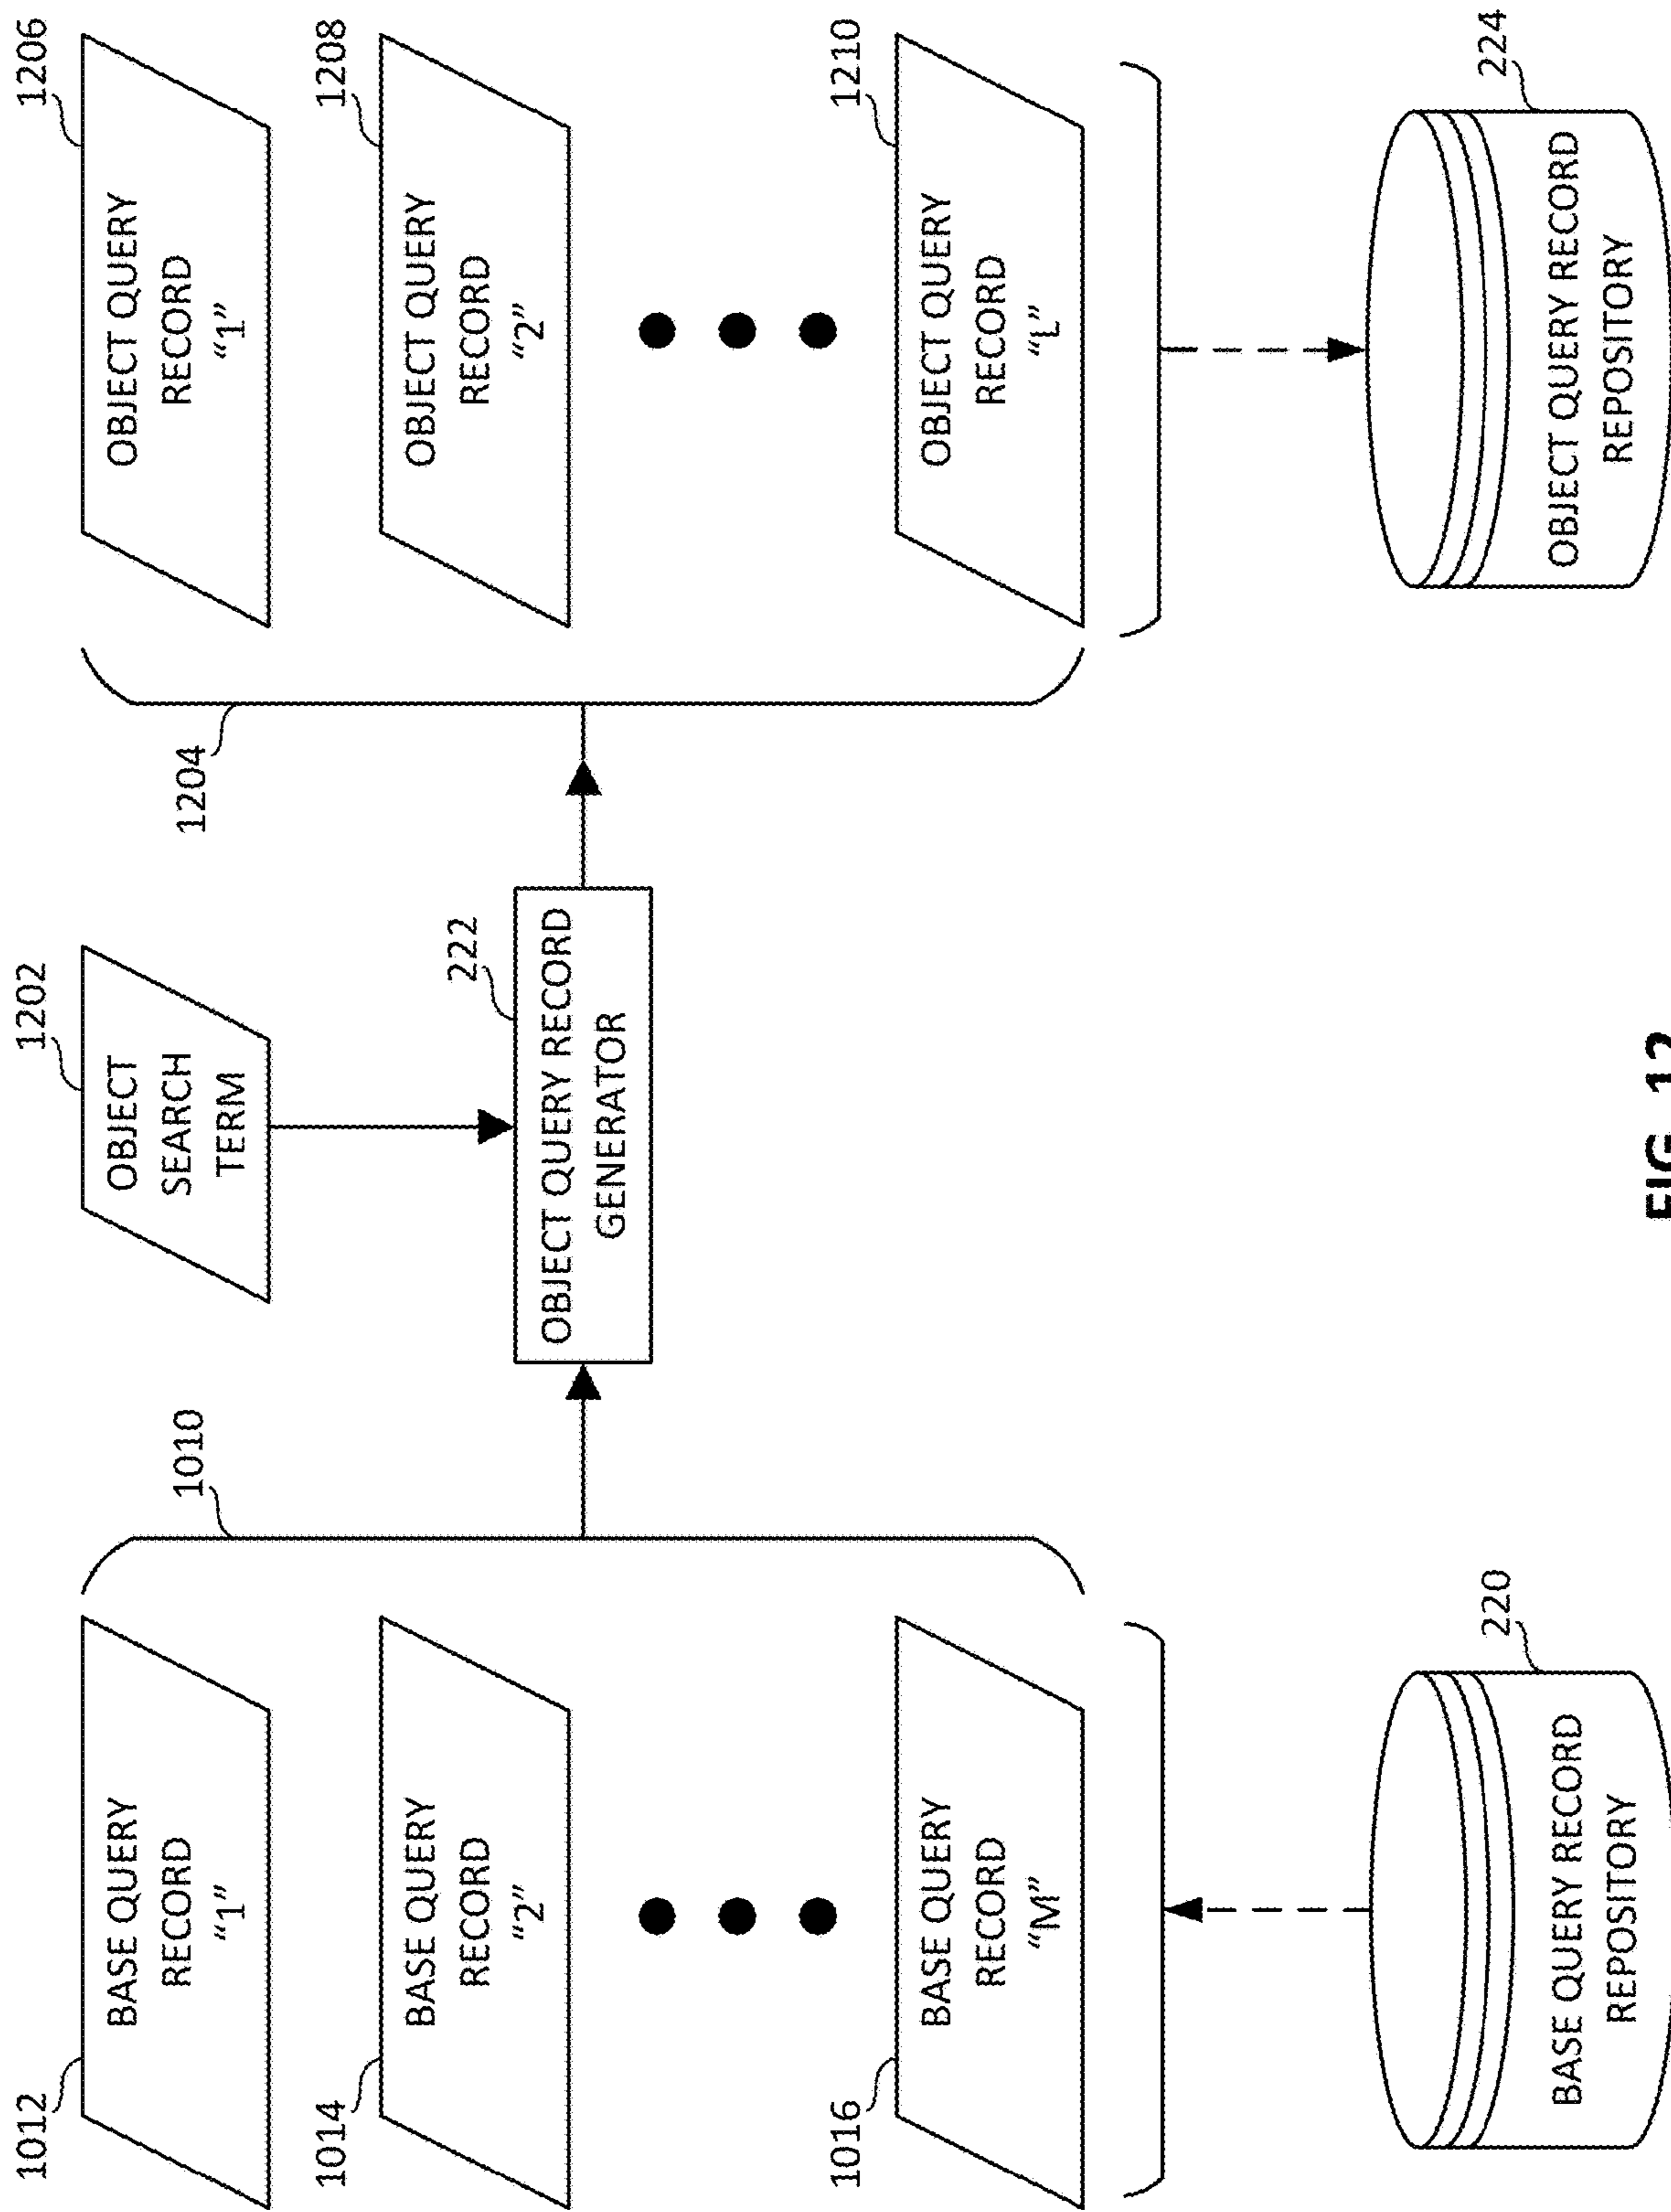 1012
BASE QUERY
RECORD
“1”
1014
BASE QUERY
RECORD
“2”
1016
BASE QUERY
RECORD
“M”
220
BASE QUERY RECORD
REPOSITORY
1010
1202
OBJECT
SEARCH
TERM
222
OBJECT QUERY RECORD
GENERATOR
1204
1206
OBJECT QUERY
RECORD
“1”
1208
OBJECT QUERY
RECORD
“2”
1210
OBJECT QUERY
RECORD
“L”
224
OBJECT QUERY RECORD
REPOSITORY
FIG. 12